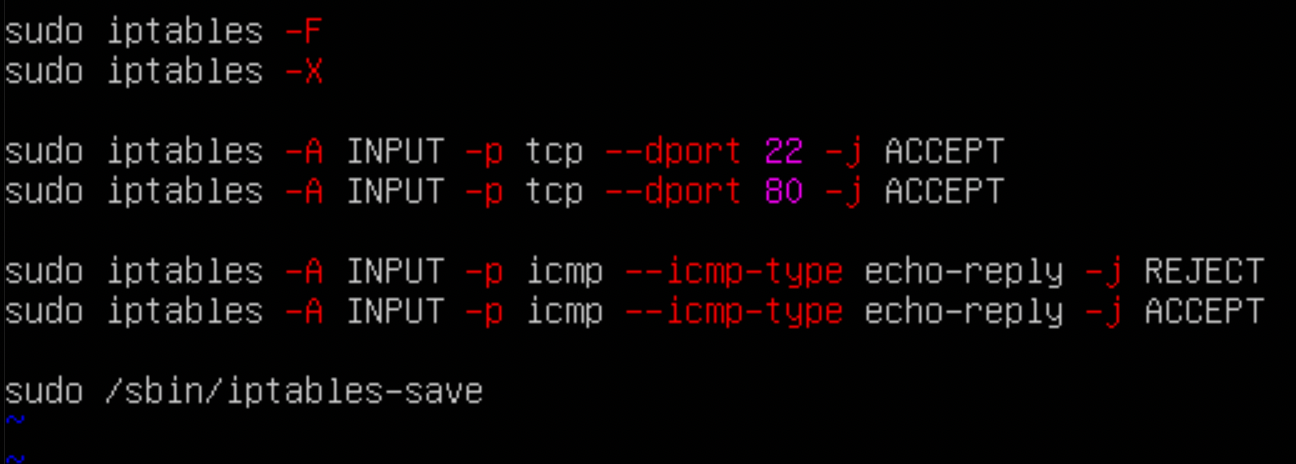 sudo iptables -F
sudo iptables -X
sudo iptables -A INPUT -p tcp --dport 22 -j ACCEPT
sudo iptables -A INPUT -p tcp --dport 80 -j ACCEPT
sudo iptables -A INPUT -p icmp --icmp-type echo-reply -j REJECT
sudo iptables -A INPUT -p icmp --icmp-type echo-reply -j ACCEPT
sudo /sbin/iptables-save
~
~